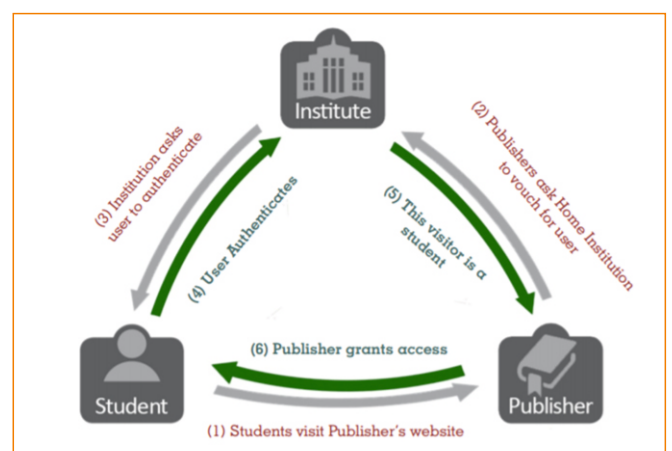 Institute
(3) Institution asks
user to authenticate
(4) User Authenticates
(2) Publishers ask Home Institution
to vouch for user
(5) This visitor is a
student
(6) Publisher grants access
Student
Publisher
(1) Students visit Publisher's website